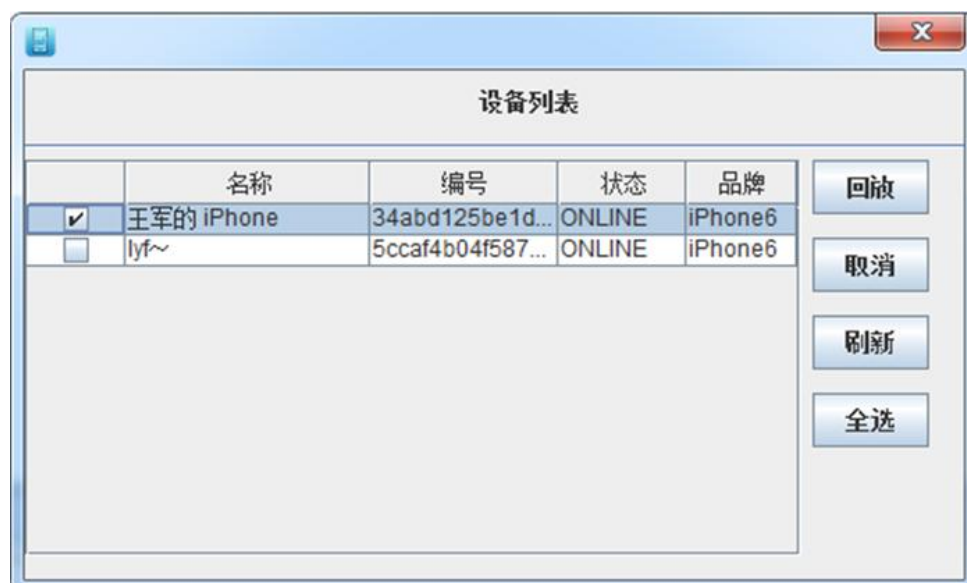 设备列表
名称 编号 状态 品牌
王军的 iPhone 34abd125be1d... ONLINE iPhone6
lyf~ 5ccaf4b04f587... ONLINE iPhone6
回放
取消
刷新
全选